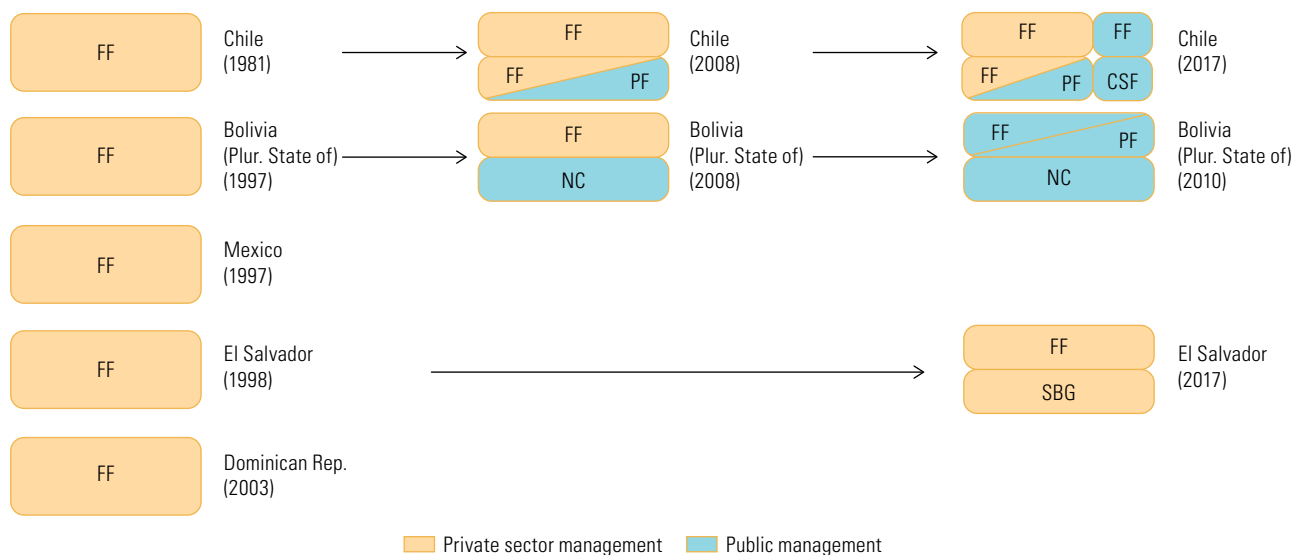 FF
Chile
(1981)
FF
FF
PF
Chile
(2008)
FF
FF
FF
PF
CSF
Chile
(2017)
FF
Bolivia
(Plur. State of)
(1997)
FF
NC
Bolivia
(Plur. State of)
(2008)
FF
PF
NC
Bolivia
(Plur. State of)
(2010)
FF
Mexico
(1997)
FF
El Salvador
(1998)
FF
SBG
El Salvador
(2017)
FF
Dominican Rep.
(2003)
Private sector management
Public management